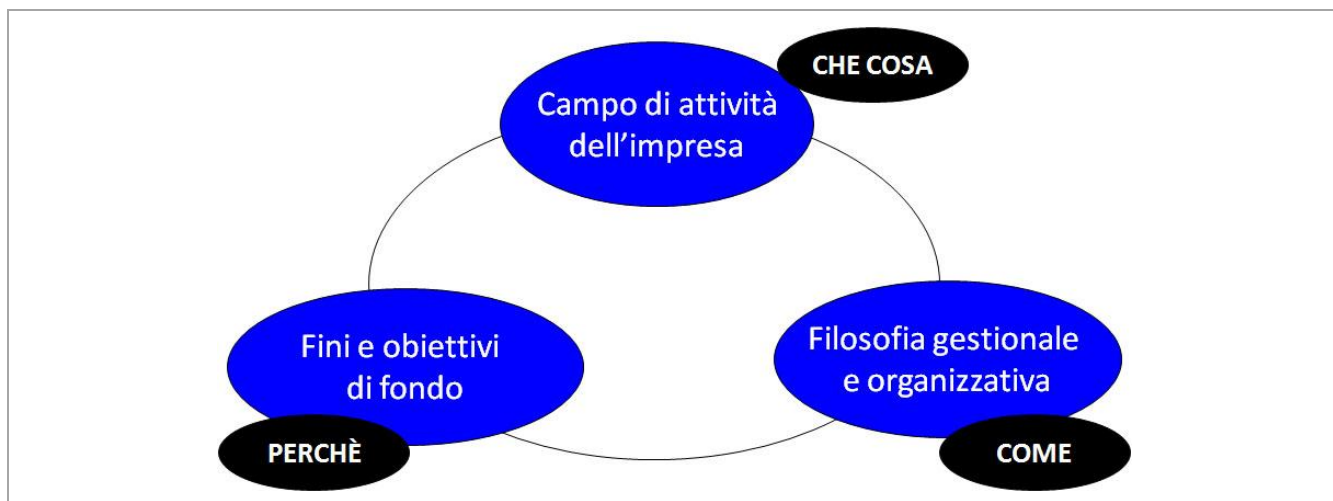 CHE COSA
Campo di attività
dell’impresa
Fini e obiettivi
di fondo
PERCHÈ
Filosofia gestionale
e organizzativa
COME